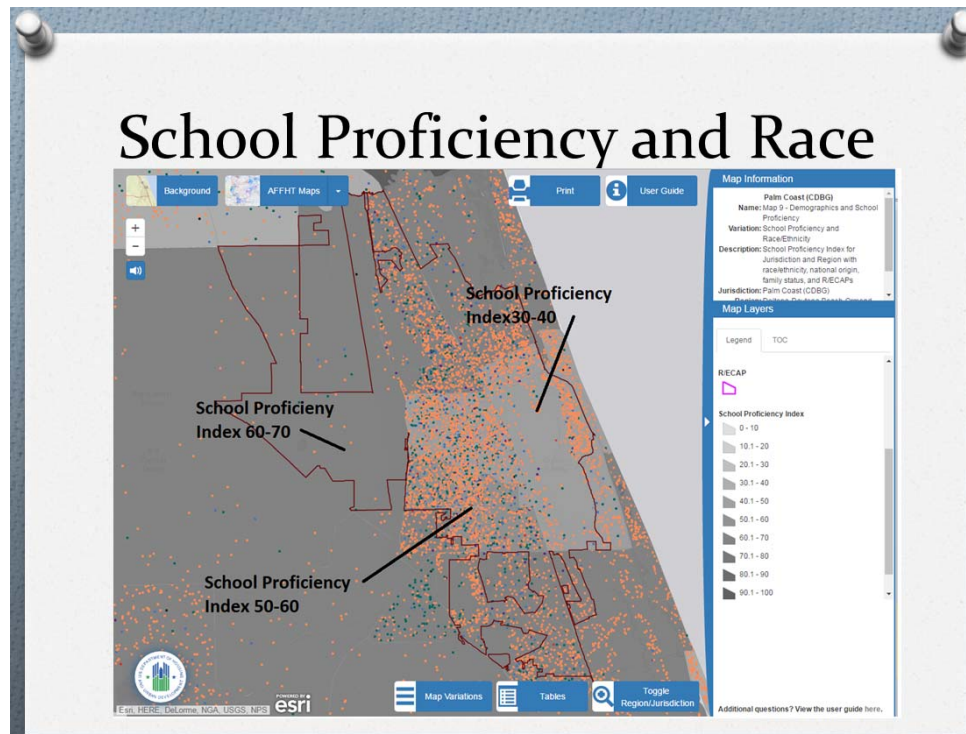 School Proficiency and Race
Background
AFFHT Maps
Print
User Guide
+
−
School Proficiency
Index30-40
School Proficieny
Index 60-70
School Proficiency
Index 50-60
Map Information
Palm Coast (CDBG)
Name: Map 9 - Demographics and School
Proficiency
Variation: School Proficiency and
Race/Ethnicity
Description: School Proficiency Index for
Jurisdiction and Region with
race/ethnicity, national origin,
family status, and R/ECAPs
Jurisdiction: Palm Coast (CDBG)
Map Layers
Legend
TOC
R/ECAP
School Proficiency Index
0 - 10
10.1 - 20
20.1 - 30
30.1 - 40
40.1 - 50
50.1 - 60
60.1 - 70
70.1 - 80
80.1 - 90
90.1 - 100
Additional questions? View the user guide here.
Map Variations
Tables
Toggle
Region/Jurisdiction
POWERED BY
esri
Esri, HERE, DeLorme, NGA, USGS, NPS